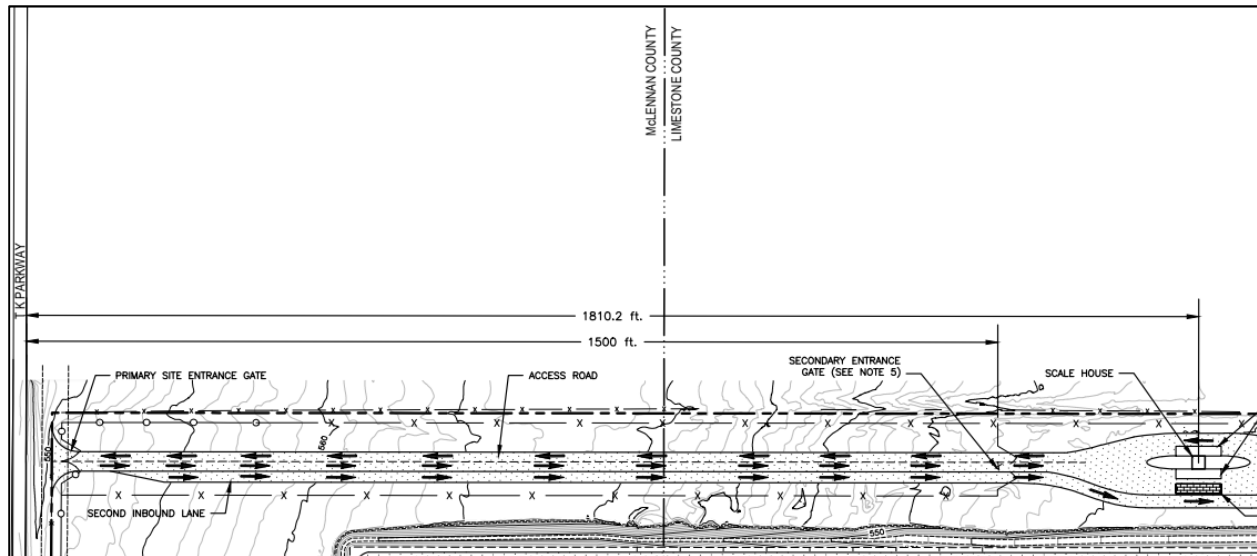 McLENNAN COUNTY
LIMESTONE COUNTY
T K PARKWAY
1810.2 ft.
1500 ft.
PRIMARY SITE ENTRANCE GATE
ACCESS ROAD
SECONDARY ENTRANCE
GATE (SEE NOTE 5)
SCALE HOUSE
560
550
SECOND INBOUND LANE
550